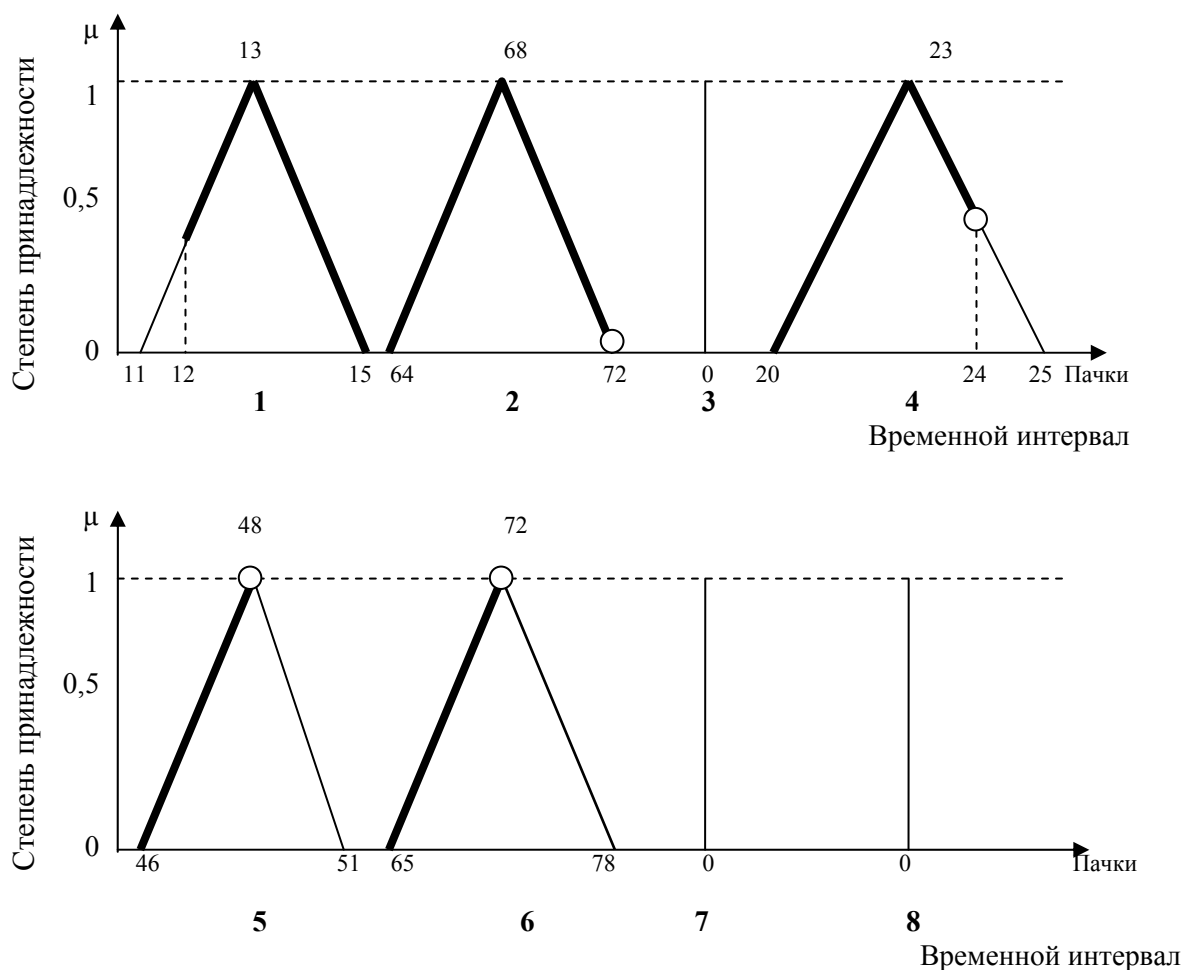 μ
13 68 23
Степень принадлежности
1
0,5
0
11 12 15 64 72 0 20 24 25 Пачки
1 2 3 4
Временной интервал
μ
48 72
Степень принадлежности
1
0,5
0
46 51 65 78 0 0 Пачки
5 6 7 8
Временной интервал